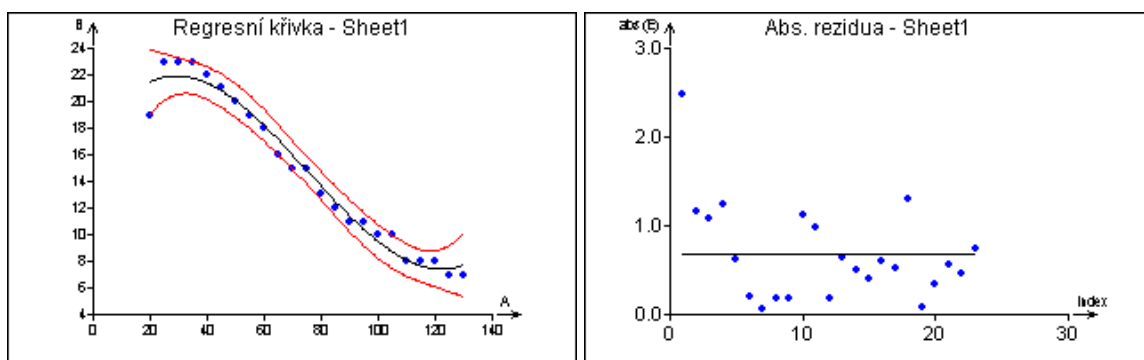 B
Regresní křivka - Sheet1
24
22
20
18
16
14
12
10
8
6
4
A
0 20 40 60 80 100 120 140
abs(E)
Abs. rezidua - Sheet1
3.0
2.0
1.0
0.0
Index
0 10 20 30